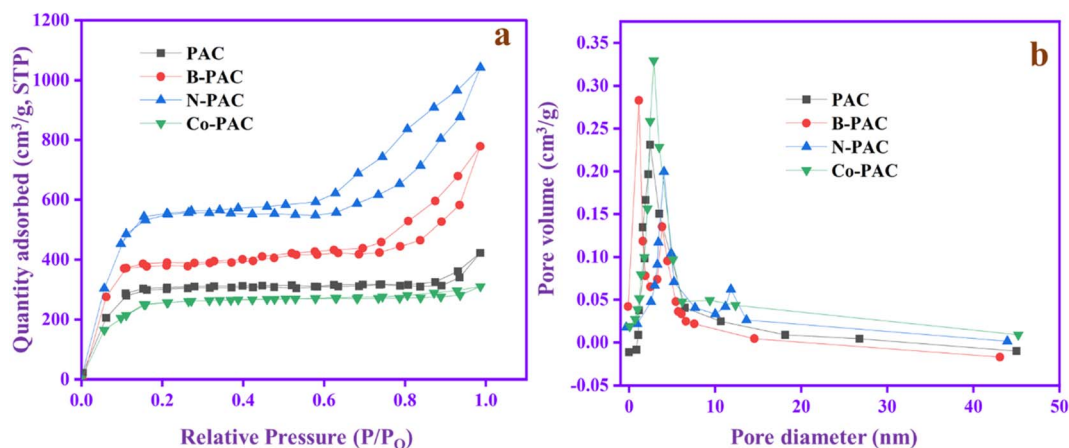 a
PAC
B-PAC
N-PAC
Co-PAC
Quantity adsorbed (cm³/g, STP)
1200
1000
800
600
400
200
0
0.0 0.2 0.4 0.6 0.8 1.0
Relative Pressure (P/P_O)
b
PAC
B-PAC
N-PAC
Co-PAC
Pore volume (cm³/g)
0.35
0.30
0.25
0.20
0.15
0.10
0.05
0.00
-0.05
0 10 20 30 40 50
Pore diameter (nm)